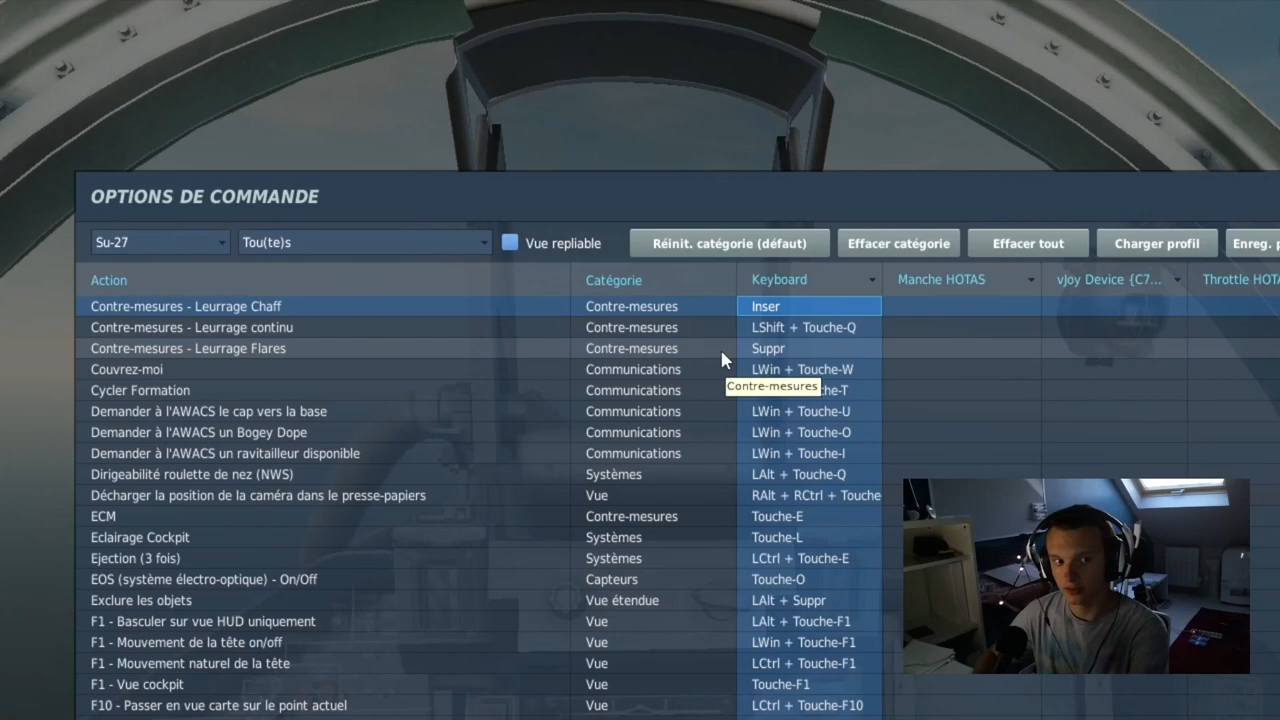 OPTIONS DE COMMANDE
Su-27 Tou(te)s Vue repliable Réinit. catégorie (défaut) Effacer catégorie Effacer tout Charger profil Enreg.
Action Catégorie Keyboard Manche HOTAS vJoy Device {C7... Throttle
Contre-mesures - Leurrage Chaff Contre-mesures Inser
Contre-mesures - Leurrage continu Contre-mesures LShift + Touche-Q
Contre-mesures - Leurrage Flares Contre-mesures Suppr
Couvrez-moi Communications LWin + Touche-W
Contre-mesures
Cycler Formation Communications che-T
Demander à l'AWACS le cap vers la base Communications LWin + Touche-U
Demander à l'AWACS un Bogey Dope Communications LWin + Touche-O
Demander à l'AWACS un ravitailleur disponible Communications LWin + Touche-I
Dirigeabilité roulette de nez (NWS) Systèmes LAlt + Touche-Q
Décharger la position de la caméra dans le presse-papiers Vue RAlt + RCtrl + Touche
ECM Contre-mesures Touche-E
Eclairage Cockpit Systèmes Touche-L
Ejection (3 fois) Systèmes LCtrl + Touche-E
EOS (système électro-optique) - On/Off Capteurs Touche-O
Exclure les objets Vue étendue LAlt + Suppr
F1 - Basculer sur vue HUD uniquement Vue LAlt + Touche-F1
F1 - Mouvement de la tête on/off Vue LWin + Touche-F1
F1 - Mouvement naturel de la tête Vue LCtrl + Touche-F1
F1 - Vue cockpit Vue Touche-F1
F10 - Passer en vue carte sur le point actuel Vue LCtrl + Touche-F10